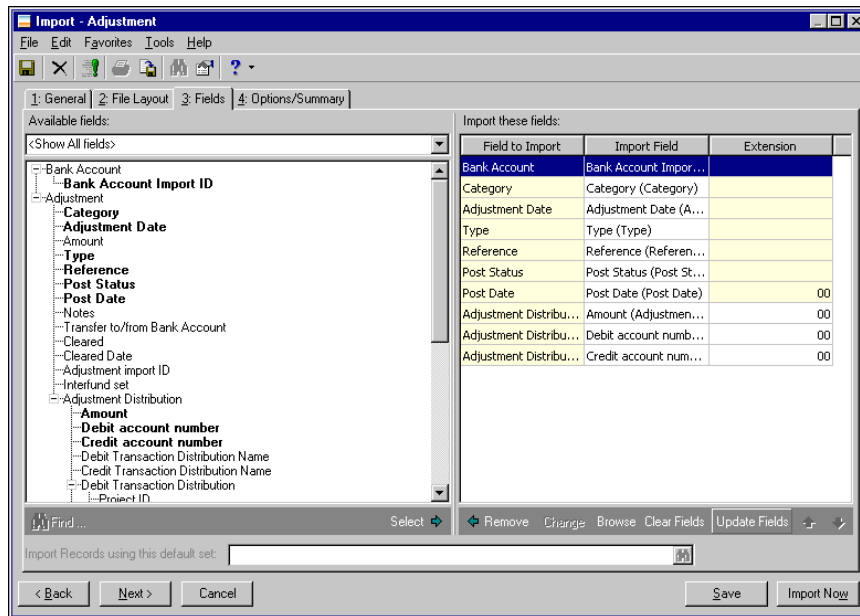 Import - Adjustment
File Edit Favorites Tools Help
1: General 2: File Layout 3: Fields 4: Options/Summary
Available fields:
<Show All fields>
Bank Account
Bank Account Import ID
Adjustment
Category
Adjustment Date
Amount
Type
Reference
Post Status
Post Date
Notes
Transfer to/from Bank Account
Cleared
Cleared Date
Adjustment import ID
Interfund set
Adjustment Distribution
Amount
Debit account number
Credit account number
Debit Transaction Distribution Name
Credit Transaction Distribution Name
Debit Transaction Distribution
Project ID
Find ... Select
Import these fields:
Field to Import Import Field Extension
Bank Account Bank Account Impor...
Category Category (Category)
Adjustment Date Adjustment Date (A...
Type Type (Type)
Reference Reference (Referen...
Post Status Post Status (Post St...
Post Date Post Date (Post Date) 00
Adjustment Distribu... Amount (Adjustmen... 00
Adjustment Distribu... Debit account numb... 00
Adjustment Distribu... Credit account num... 00
Remove Change Browse Clear Fields Update Fields
Import Records using this default set:
< Back Next > Cancel Save Import Now